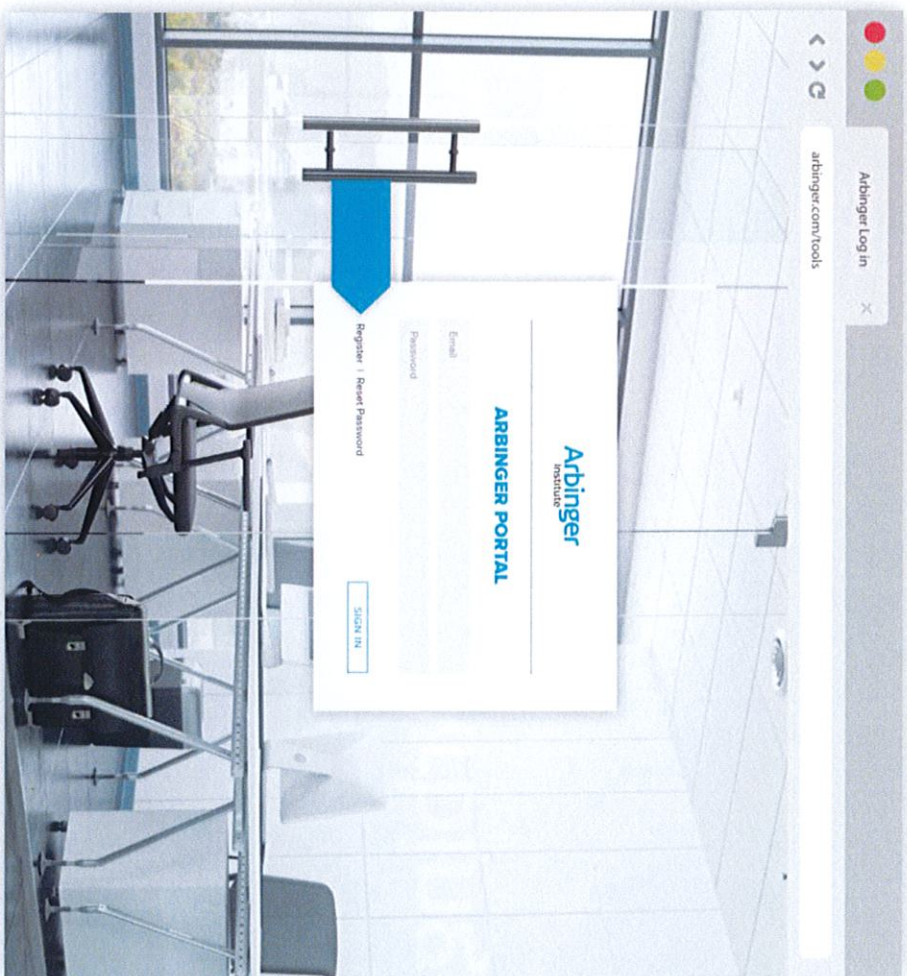 Arbinger Log in
arbinger.com/tools
Arbinger
Institute
ARBINGER PORTAL
Email
Password
Register | Reset Password
SIGN IN